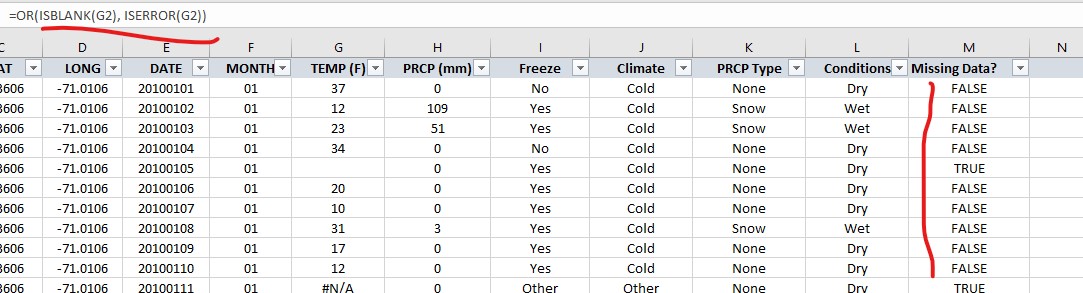 =OR(ISBLANK(G2), ISERROR(G2))
C D E F G H I J K L M N
AT LONG DATE MONTH TEMP (F) PRCP (mm) Freeze Climate PRCP Type Conditions Missing Data?
3606 -71.0106 20100101 01 37 0 No Cold None Dry FALSE
3606 -71.0106 20100102 01 12 109 Yes Cold Snow Wet FALSE
3606 -71.0106 20100103 01 23 51 Yes Cold Snow Wet FALSE
3606 -71.0106 20100104 01 34 0 No Cold None Dry FALSE
3606 -71.0106 20100105 01 0 Yes Cold None Dry TRUE
3606 -71.0106 20100106 01 20 0 Yes Cold None Dry FALSE
3606 -71.0106 20100107 01 10 0 Yes Cold None Dry FALSE
3606 -71.0106 20100108 01 31 3 Yes Cold Snow Wet FALSE
3606 -71.0106 20100109 01 17 0 Yes Cold None Dry FALSE
3606 -71.0106 20100110 01 12 0 Yes Cold None Dry FALSE
3606 -71.0106 20100111 01 #N/A 0 Other Other None Dry TRUE